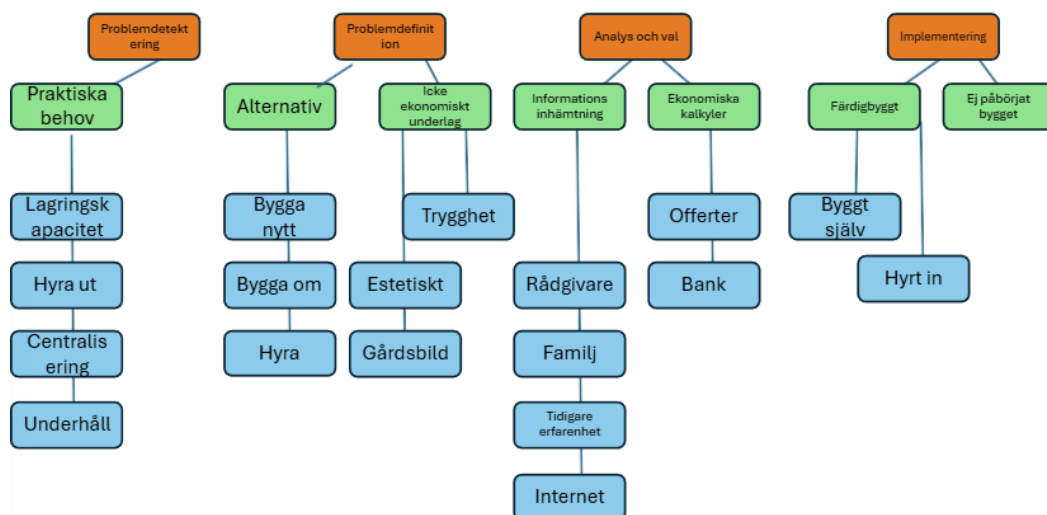 Problemdetekt
ering
Problemdefinit
ion
Analys och val
Implementering
Praktiska
behov
Alternativ
Icke
ekonomiskt
underlag
Informations
inhämtning
Ekonomiska
kalkyler
Färdigbyggt
Ej påbörjat
bygget
Lagringsk
apacitet
Bygga
nytt
Trygghet
Offerter
Byggt
själv
Hyra ut
Bygga om
Estetiskt
Rådgivare
Bank
Hyrt in
Centralis
ering
Hyra
Gårdsbild
Familj
Underhåll
Tidigare
erfarenhet
Internet